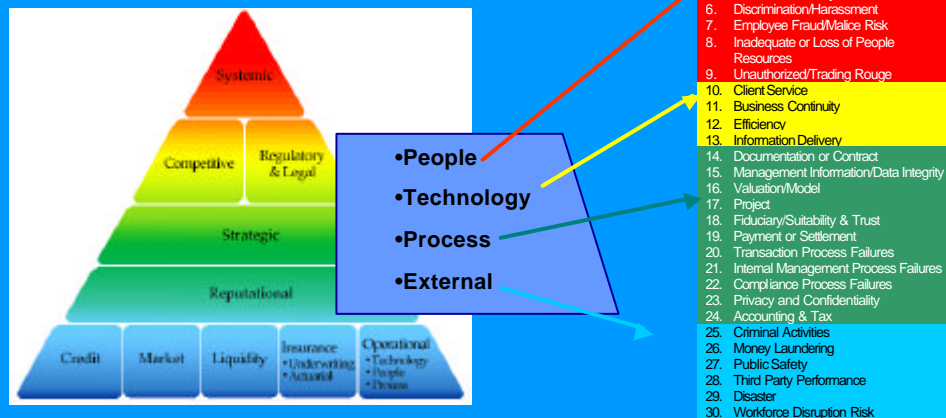 Systemic
Competitive
Regulatory
& Legal
Strategic
Reputational
Credit
Market
Liquidity
Insurance
• Underwriting
• Actuarial
Operational
• Technology
• People
• Process
•People
•Technology
•Process
•External
6. Discrimination/Harassment
7. Employee Fraud/Malice Risk
8. Inadequate or Loss of People
Resources
9. Unauthorized/Trading Rouge
10. Client Service
11. Business Continuity
12. Efficiency
13. Information Delivery
14. Documentation or Contract
15. Management Information/Data Integrity
16. Valuation/Model
17. Project
18. Fiduciary/Suitability & Trust
19. Payment or Settlement
20. Transaction Process Failures
21. Internal Management Process Failures
22. Compliance Process Failures
23. Privacy and Confidentiality
24. Accounting & Tax
25. Criminal Activities
26. Money Laundering
27. Public Safety
28. Third Party Performance
29. Disaster
30. Workforce Disruption Risk